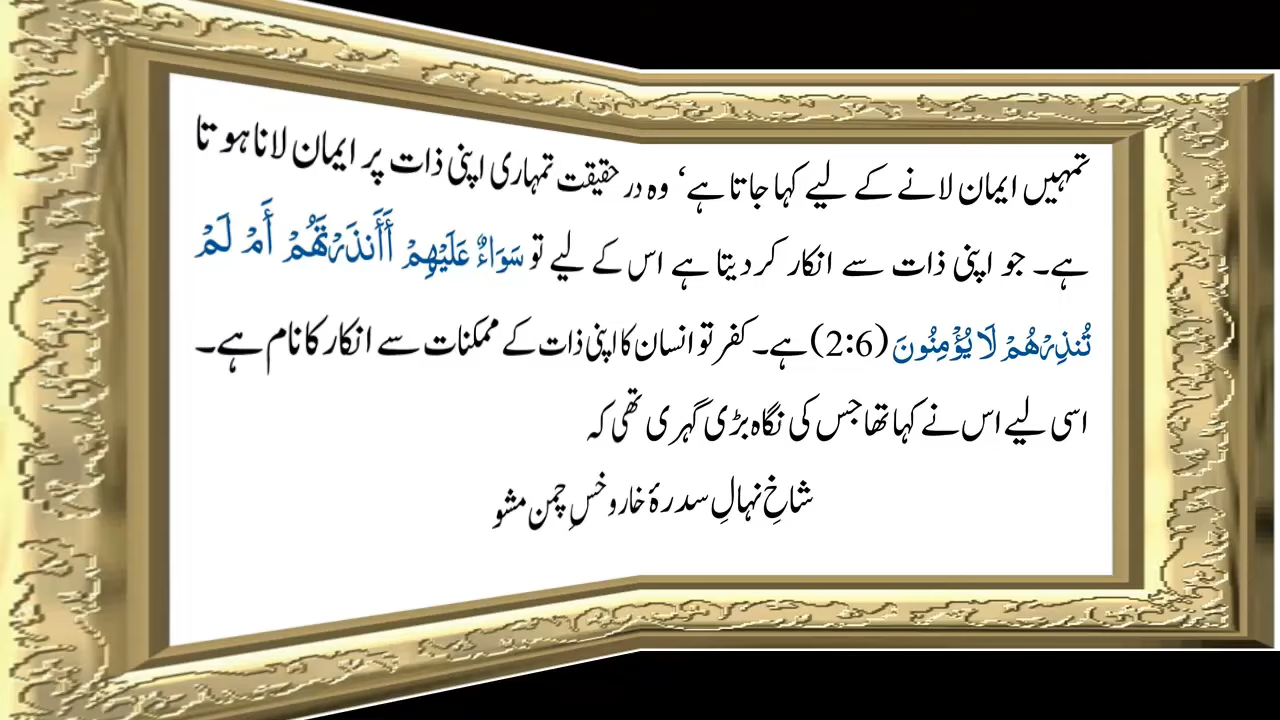 تمہیں ایمان لانے کے لیے کہا جاتا ہے‘ وہ در حقیقت تمہاری اپنی ذات پر ایمان لانا ہوتا
ہے۔ جو اپنی ذات سے انکار کردیتا ہے اس کے لیے تو سَوَاءٌ عَلَيْهِمْ أَأَنذَرْتَهُمْ أَمْ لَمْ
تُنذِرْهُمْ لَا يُؤْمِنُونَ (2:6) ہے۔ کفر تو انسان کا اپنی ذات کے ممکنات سے انکار کا نام ہے۔
اسی لیے اس نے کہا تھا جس کی نگاہ بڑی گہری تھی کہ
شاخِ نہالِ سدرۂ خار و خسِ چمن مشو